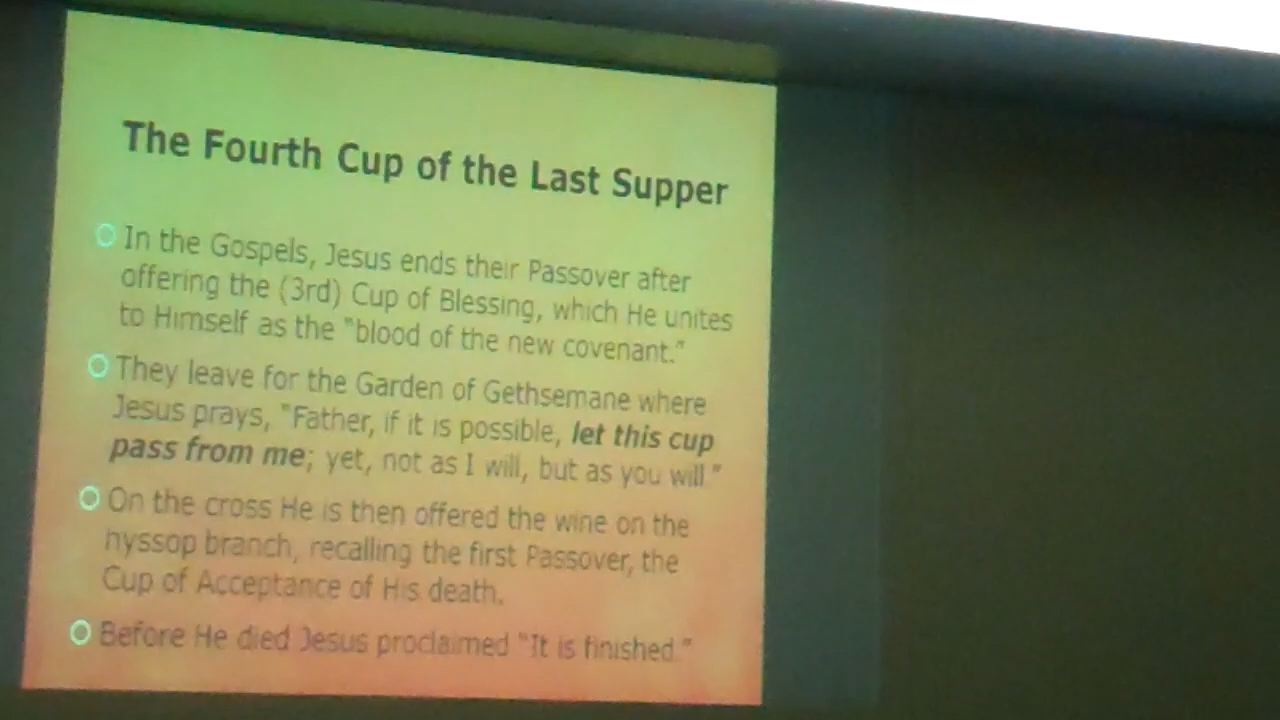 The Fourth Cup of the Last Supper
In the Gospels, Jesus ends their Passover after
offering the (3rd) Cup of Blessing, which He unites
to Himself as the "blood of the new covenant."
They leave for the Garden of Gethsemane where
Jesus prays, "Father, if it is possible, let this cup
pass from me; yet, not as I will, but as you will."
On the cross He is then offered the wine on the
hyssop branch, recalling the first Passover, the
Cup of Acceptance of His death.
Before He died Jesus proclaimed "It is finished."